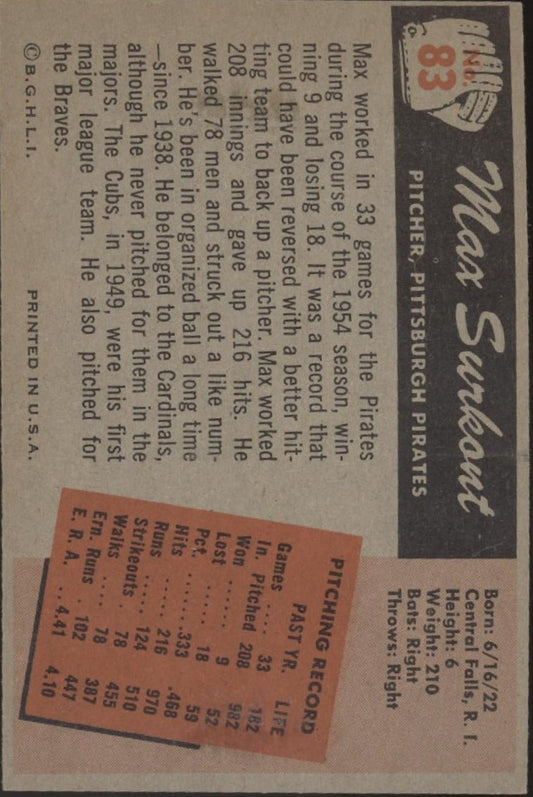 No. 83
Max Surkont
PITCHER, PITTSBURGH PIRATES
Born: 6/16/22
Central Falls, R. I.
Height: 6
Weight: 210
Bats: Right
Throws: Right
Max worked in 33 games for the Pirates
during the course of the 1954 season, win-
ning 9 and losing 18. It was a record that
could have been reversed with a better hit-
ting team to back up a pitcher. Max worked
208 innings and gave up 216 hits. He
walked 78 men and struck out a like num-
ber. He's been in organized ball a long time
—since 1938. He belonged to the Cardinals,
although he never pitched for them in the
majors. The Cubs, in 1949, were his first
major league team. He also pitched for
the Braves.
PITCHING RECORD
PAST YR. LIFE
Games .... 33 182
In. Pitched 208 982
Won ...... 9 52
Lost ...... 18 59
Pct. ..... .333 .468
Hits ..... 216 970
Runs ..... 124 510
Strikeouts . 78 455
Walks .... 78 387
Ern. Runs . 102 447
E. R. A. .. 4.41 4.10
© B.G.H.L.I. PRINTED IN U.S.A.